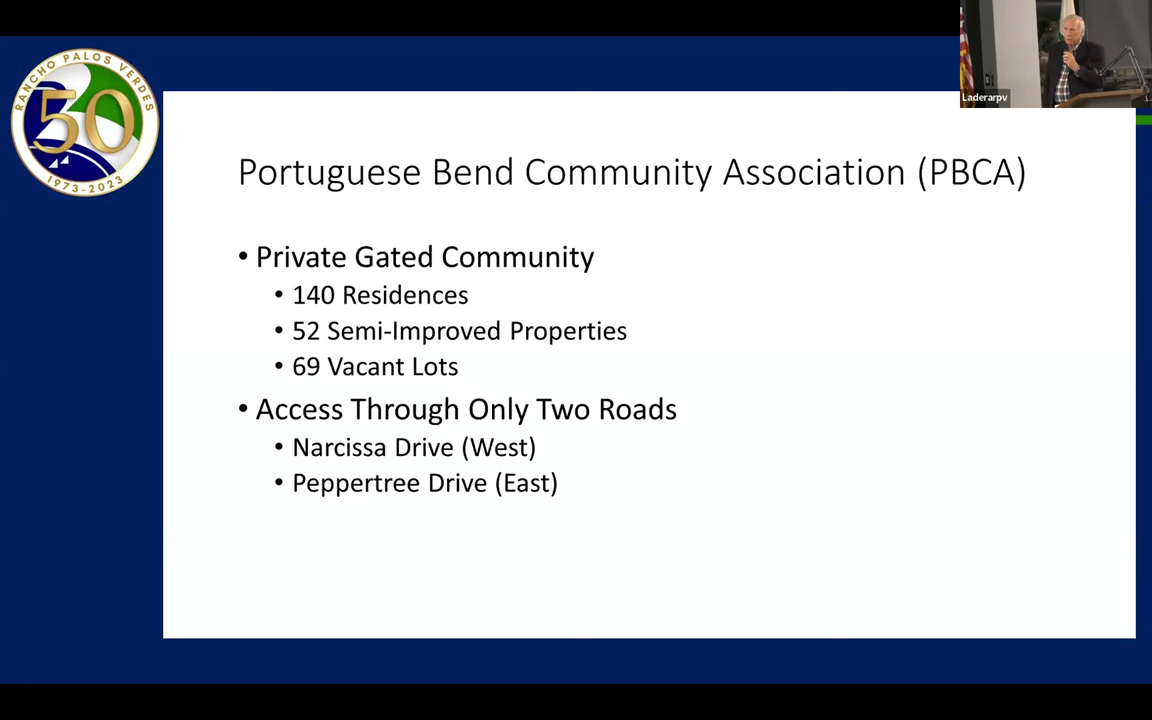 RANCHO PALOS VERDES
50
1973-2023
Laderarpv
Portuguese Bend Community Association (PBCA)
• Private Gated Community
• 140 Residences
• 52 Semi-Improved Properties
• 69 Vacant Lots
• Access Through Only Two Roads
• Narcissa Drive (West)
• Peppertree Drive (East)